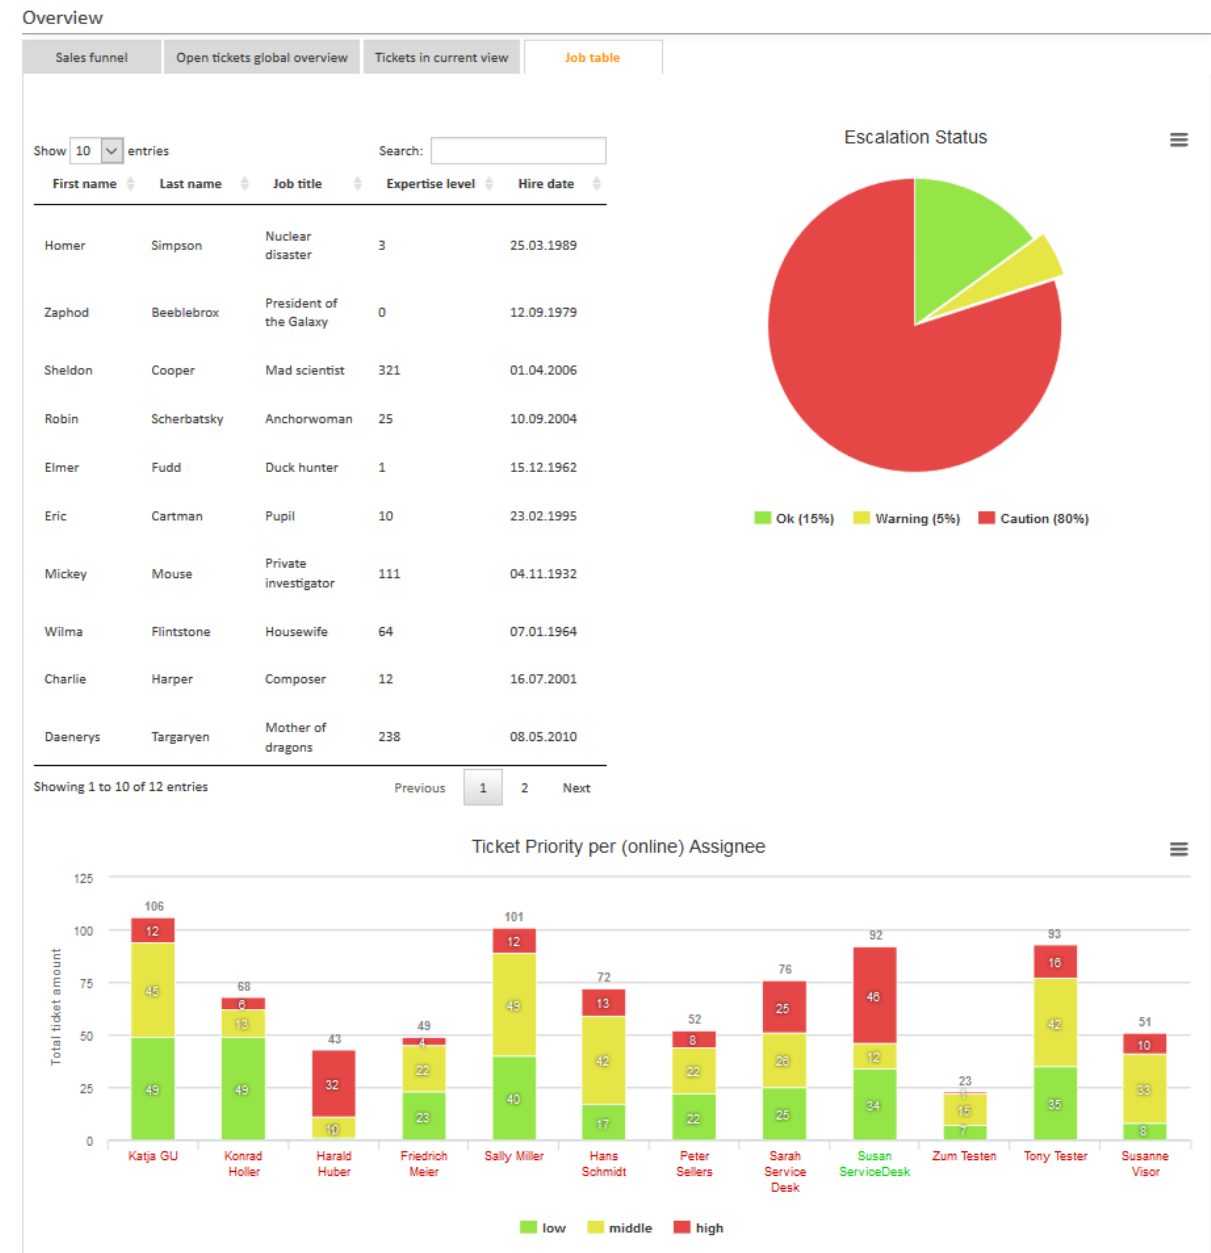 Overview
Sales funnel Open tickets global overview Tickets in current view Job table
Show 10 entries Search:
First name Last name Job title Expertise level Hire date
Homer Simpson Nuclear disaster 3 25.03.1989
Zaphod Beeblebrox President of the Galaxy 0 12.09.1979
Sheldon Cooper Mad scientist 321 01.04.2006
Robin Scherbatsky Anchorwoman 25 10.09.2004
Elmer Fudd Duck hunter 1 15.12.1962
Eric Cartman Pupil 10 23.02.1995
Mickey Mouse Private investigator 111 04.11.1932
Wilma Flintstone Housewife 64 07.01.1964
Charlie Harper Composer 12 16.07.2001
Daenerys Targaryen Mother of dragons 238 08.05.2010
Showing 1 to 10 of 12 entries Previous 1 2 Next
Escalation Status
Ok (15%) Warning (5%) Caution (80%)
Ticket Priority per (online) Assignee
Total ticket amount
125
100
75
50
25
0
106 12 45 49
68 6 13 49
43 32 10
49 4 22 23
101 12 49 40
72 13 42 17
52 8 22 22
76 25 26 25
92 46 12 34
23 1 15 7
93 16 42 35
51 10 33 8
Katja GU
Konrad Holler
Harald Huber
Friedrich Meier
Sally Miller
Hans Schmidt
Peter Sellers
Sarah Service Desk
Susan ServiceDesk
Zum Testen
Tony Tester
Susanne Visor
low middle high